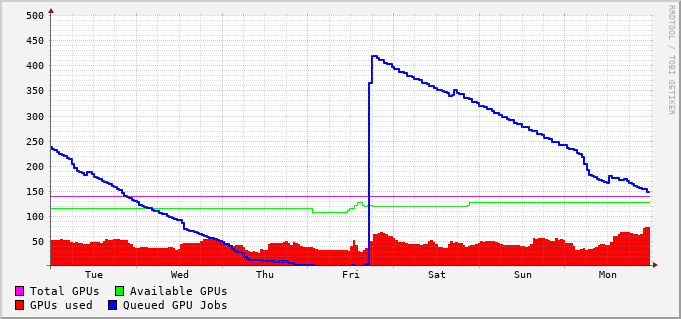 500
450
400
350
300
250
200
150
100
50
Tue Wed Thu Fri Sat Sun Mon
Total GPUs Available GPUs
GPUs used Queued GPU Jobs
RRDTOOL / TOBI OETIKER